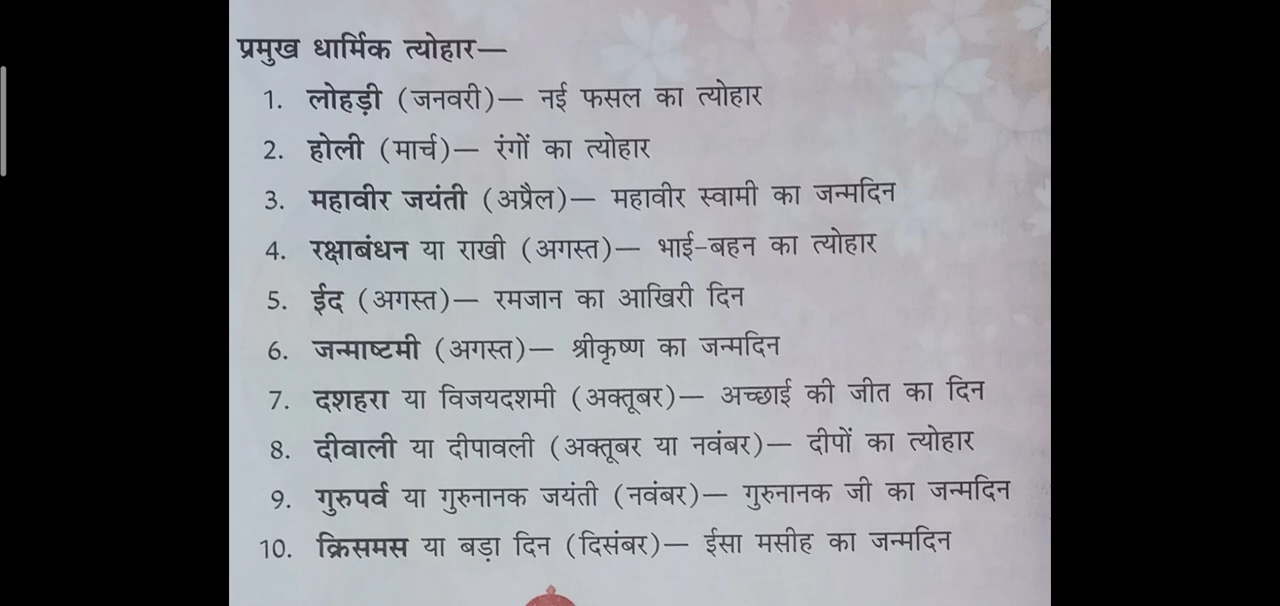 प्रमुख धार्मिक त्योहार—
1. लोहड़ी (जनवरी)— नई फसल का त्योहार
2. होली (मार्च)— रंगों का त्योहार
3. महावीर जयंती (अप्रैल)— महावीर स्वामी का जन्मदिन
4. रक्षाबंधन या राखी (अगस्त)— भाई-बहन का त्योहार
5. ईद (अगस्त)— रमजान का आखिरी दिन
6. जन्माष्टमी (अगस्त)— श्रीकृष्ण का जन्मदिन
7. दशहरा या विजयदशमी (अक्तूबर)— अच्छाई की जीत का दिन
8. दीवाली या दीपावली (अक्तूबर या नवंबर)— दीपों का त्योहार
9. गुरुपर्व या गुरुनानक जयंती (नवंबर)— गुरुनानक जी का जन्मदिन
10. क्रिसमस या बड़ा दिन (दिसंबर)— ईसा मसीह का जन्मदिन